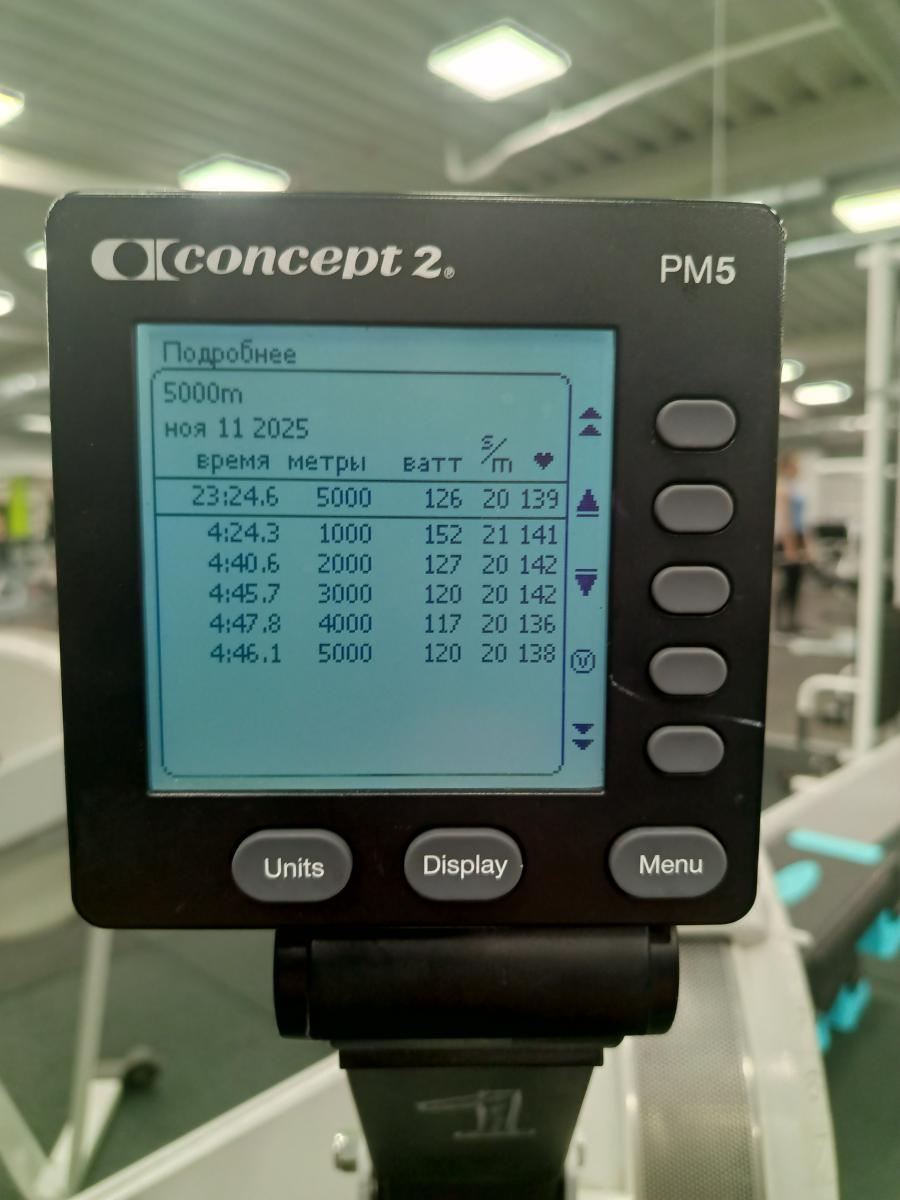 concept 2®
PM5
Подробнее
5000m
ноя 11 2025
время метры ватт s/m ♥
23:24.6 5000 126 20 139
4:24.3 1000 152 21 141
4:40.6 2000 127 20 142
4:45.7 3000 120 20 142
4:47.8 4000 117 20 136
4:46.1 5000 120 20 138
V
Units
Display
Menu